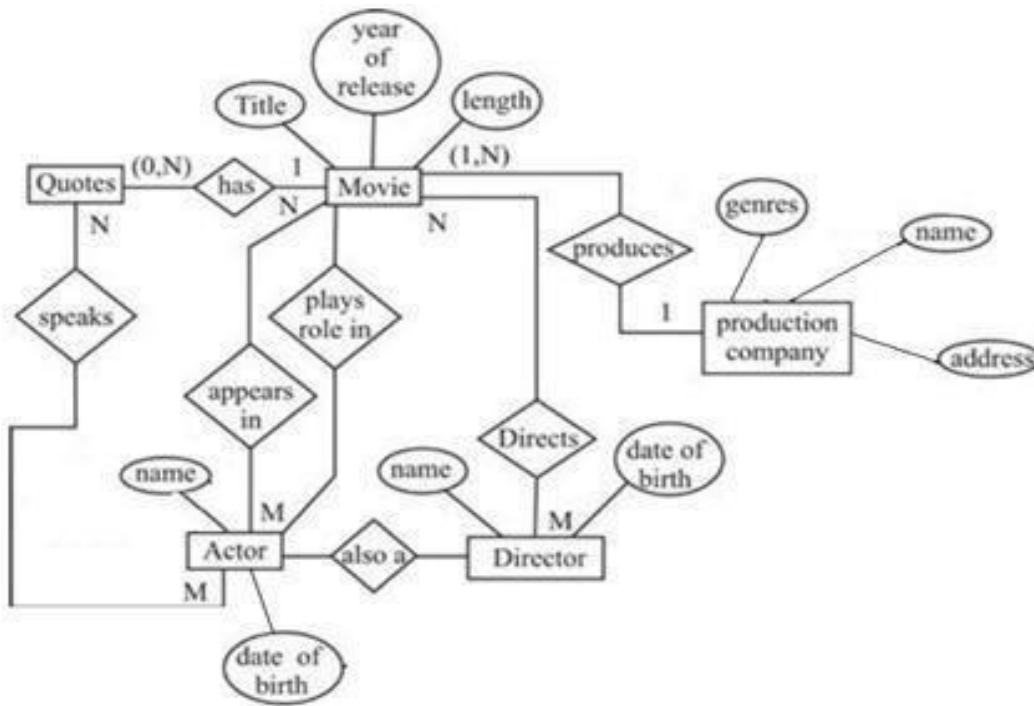 year
of
release
Title
length
(0,N)
1
(1,N)
Quotes
has
Movie
N
N
N
genres
name
produces
speaks
plays
role in
1
production
company
address
appears
in
Directs
date of
birth
name
name
M
M
Actor
also a
Director
M
date of
birth